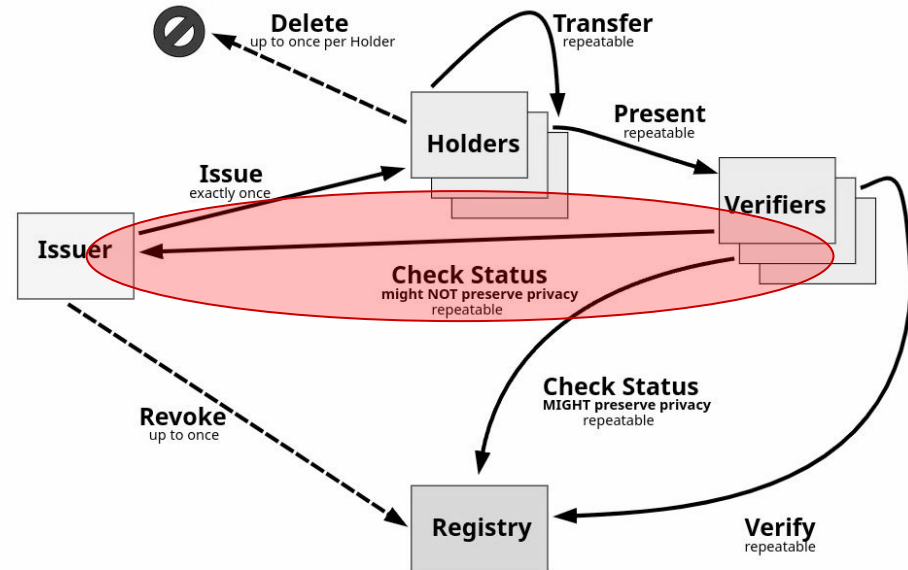 Delete
up to once per Holder
Transfer
repeatable
Holders
Present
repeatable
Issue
exactly once
Verifiers
Issuer
Check Status
might NOT preserve privacy
repeatable
Check Status
MIGHT preserve privacy
repeatable
Revoke
up to once
Registry
Verify
repeatable